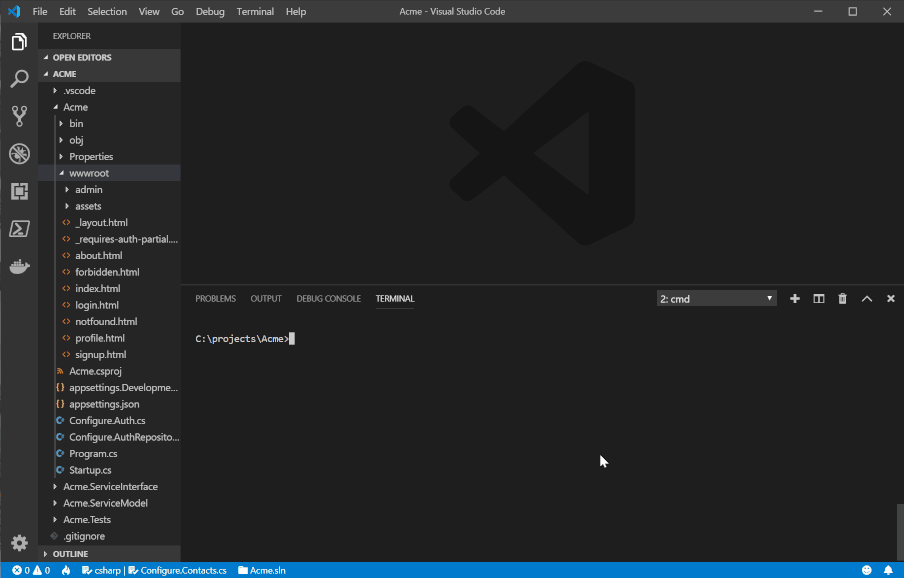 File Edit Selection View Go Debug Terminal Help Acme - Visual Studio Code
EXPLORER
OPEN EDITORS
ACME
.vscode
Acme
bin
obj
Properties
wwwroot
admin
assets
_layout.html
_requires-auth-partial....
about.html
forbidden.html
index.html
login.html
notfound.html
profile.html
signup.html
Acme.csproj
appsettings.Developme...
appsettings.json
Configure.Auth.cs
Configure.AuthReposito...
Program.cs
Startup.cs
Acme.ServiceInterface
Acme.ServiceModel
Acme.Tests
.gitignore
OUTLINE
PROBLEMS OUTPUT DEBUG CONSOLE TERMINAL 2: cmd
C:\projects\Acme>
0 0 csharp | Configure.Contacts.cs Acme.sln